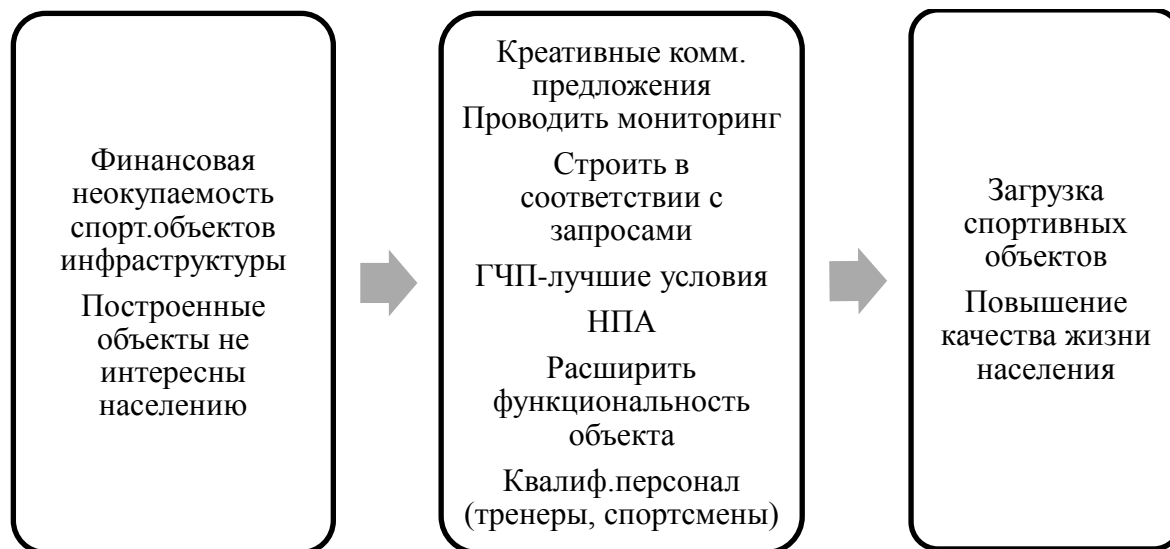 Финансовая
неокупаемость
спорт.объектов
инфраструктуры
Построенные
объекты не
интересны
населению
Креативные комм.
предложения
Проводить мониторинг
Строить в
соответствии с
запросами
ГЧП-лучшие условия
НПА
Расширить
функциональность
объекта
Квалиф.персонал
(тренеры, спортсмены)
Загрузка
спортивных
объектов
Повышение
качества жизни
населения